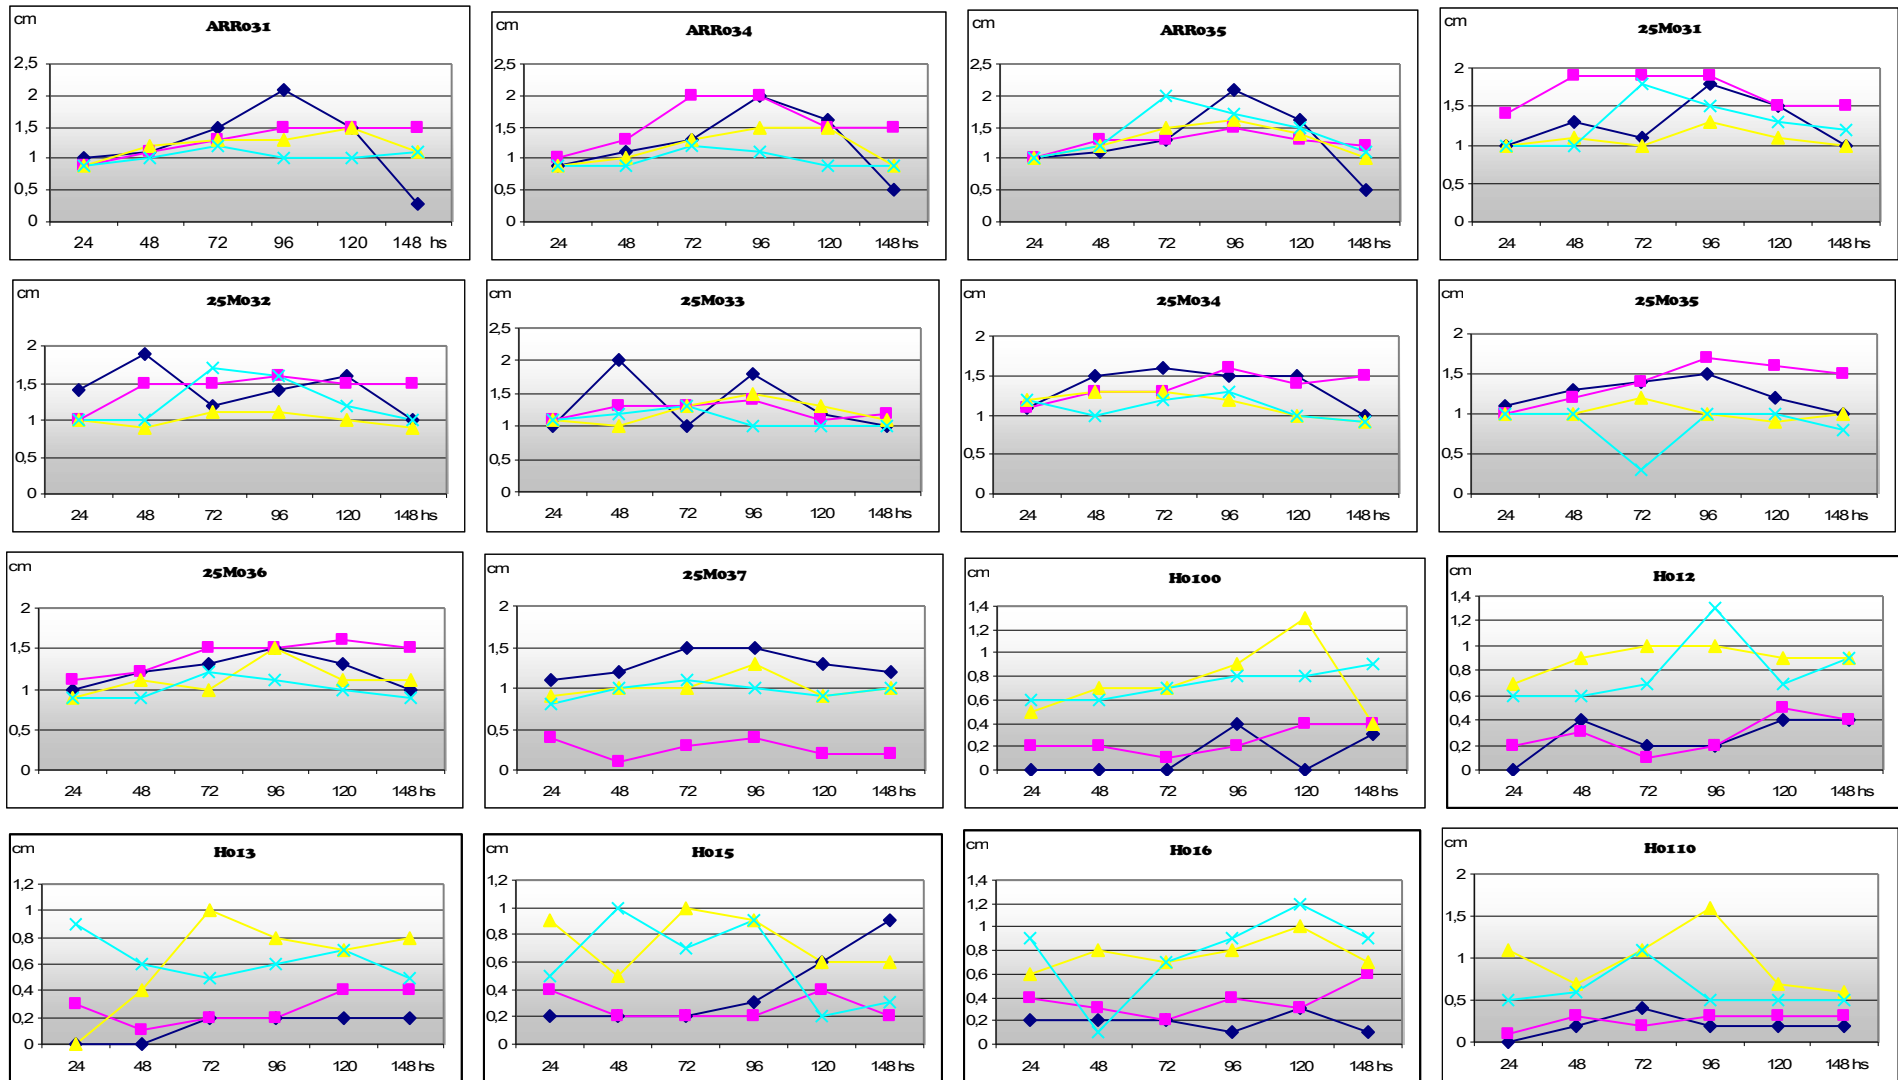 cm
ARR031
2,5
2
1,5
1
0,5
0
24 48 72 96 120 148 hs
cm
ARR034
2,5
2
1,5
1
0,5
0
24 48 72 96 120 148 hs
cm
ARR035
2,5
2
1,5
1
0,5
0
24 48 72 96 120 148 hs
cm
25M031
2
1,5
1
0,5
0
24 48 72 96 120 148 hs
cm
25M032
2
1,5
1
0,5
0
24 48 72 96 120 148 hs
cm
25M033
2,5
2
1,5
1
0,5
0
24 48 72 96 120 148 hs
cm
25M034
2
1,5
1
0,5
0
24 48 72 96 120 148 hs
cm
25M035
2
1,5
1
0,5
0
24 48 72 96 120 148 hs
cm
25M036
2
1,5
1
0,5
0
24 48 72 96 120 148 hs
cm
25M037
2
1,5
1
0,5
0
24 48 72 96 120 148 hs
cm
H0100
1,4
1,2
1
0,8
0,6
0,4
0,2
0
24 48 72 96 120 148 hs
cm
H012
1,4
1,2
1
0,8
0,6
0,4
0,2
0
24 48 72 96 120 148 hs
cm
H013
1,2
1
0,8
0,6
0,4
0,2
0
24 48 72 96 120 148 hs
cm
H015
1,2
1
0,8
0,6
0,4
0,2
0
24 48 72 96 120 148 hs
cm
H016
1,4
1,2
1
0,8
0,6
0,4
0,2
0
24 48 72 96 120 148 hs
cm
H0110
2
1,5
1
0,5
0
24 48 72 96 120 148 hs